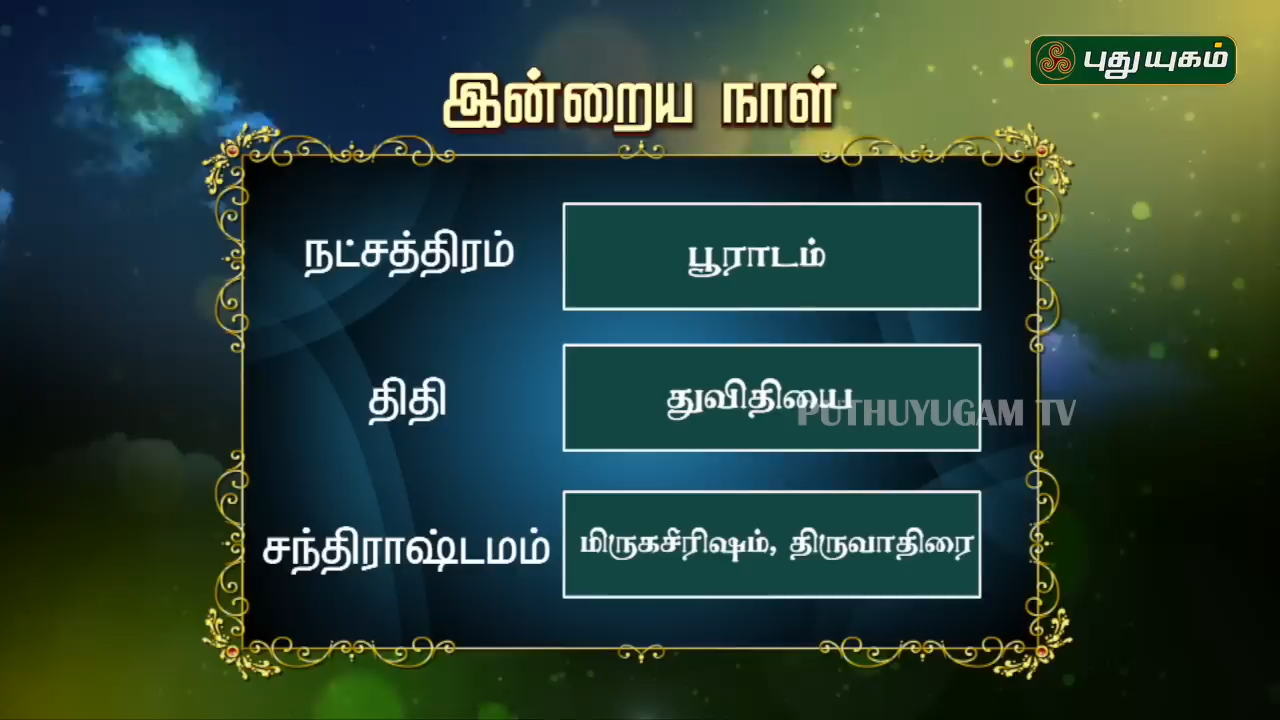 புதுயுகம்
இன்றைய நாள்
நட்சத்திரம் பூராடம்
திதி துவிதியை
PUTHUYUGAM TV
சந்திராஷ்டமம் மிருகசீரிஷம், திருவாதிரை